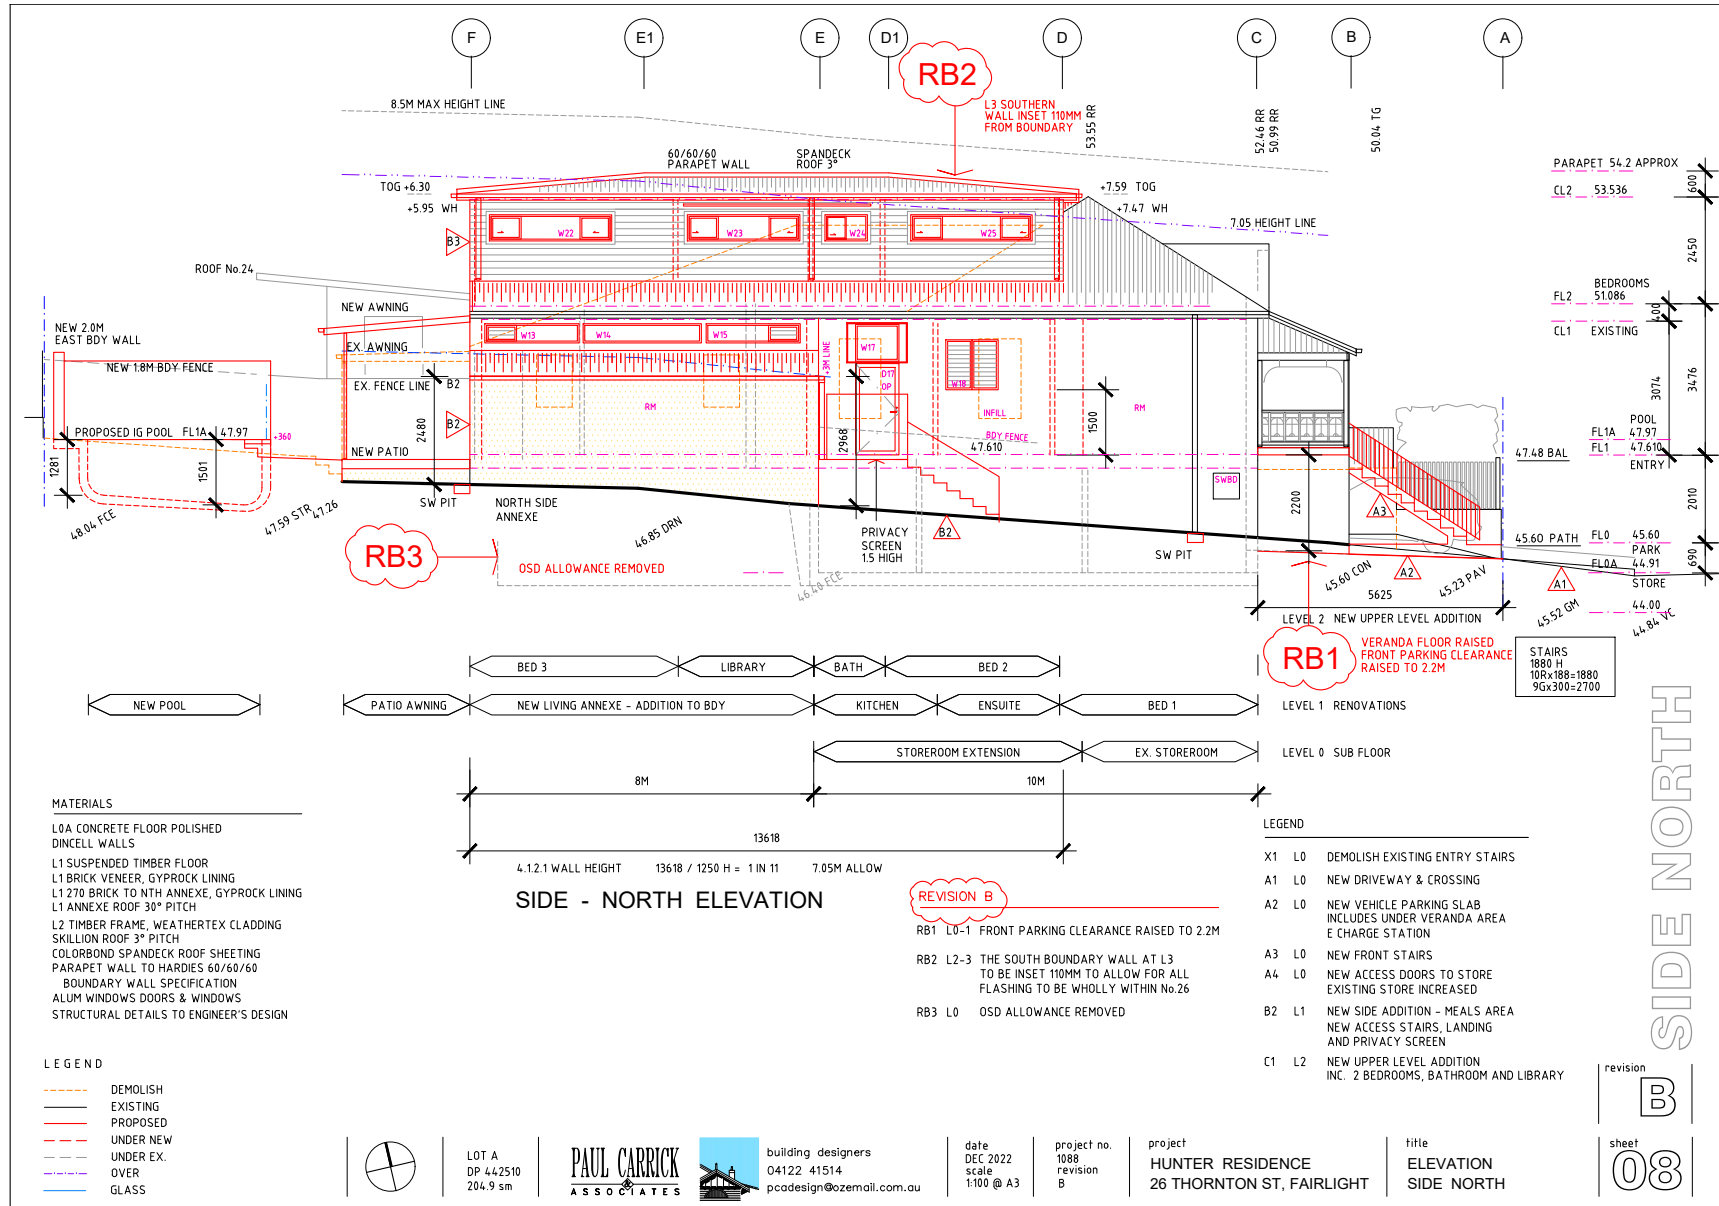 F
E1
E
D1
D
C
B
A
RB2
8.5M MAX HEIGHT LINE
L3 SOUTHERN
WALL INSET 110MM
FROM BOUNDARY
53.55 RR
52.46 RR
50.99 RR
50.04 TG
60/60/60
PARAPET WALL
SPANDECK
ROOF 3°
TOG +6.30
+5.95 WH
+7.59 TOG
+7.47 WH
7.05 HEIGHT LINE
PARAPET 54.2 APPROX
CL2 53.536
600
2450
BEDROOMS
FL2 51.086
400
CL1 EXISTING
3074
3476
POOL
FL1A 47.97
FL1 47.610
ENTRY
47.48 BAL
2010
45.60 PATH
FL0 45.60
PARK
FL0A 44.91
STORE
690
44.00
44.84 VC
W22
W23
W24
W25
B3
ROOF No.24
NEW AWNING
NEW 2.0M
EAST BDY WALL
EX. AWNING
NEW 1.8M BDY FENCE
EX. FENCE LINE
B2
B2
W13
W14
W15
+3M LINE
W17
D17
OP
W18
RM
INFILL
RM
BDY FENCE
47.610
1500
2480
2968
PROPOSED IG POOL FL1A 47.97
+360
1281
1501
NEW PATIO
SW PIT
NORTH SIDE
ANNEXE
48.04 FCE
47.59 STR
47.26
46.85 DRN
46.40 FCE
PRIVACY
SCREEN
1.5 HIGH
B2
SWBD
SW PIT
2200
A3
A2
A1
45.60 CON
45.23 PAV
45.52 GM
5625
RB3
OSD ALLOWANCE REMOVED
LEVEL 2 NEW UPPER LEVEL ADDITION
RB1
VERANDA FLOOR RAISED
FRONT PARKING CLEARANCE
RAISED TO 2.2M
STAIRS
1880 H
10Rx188=1880
9Gx300=2700
BED 3
LIBRARY
BATH
BED 2
NEW POOL
PATIO AWNING
NEW LIVING ANNEXE - ADDITION TO BDY
KITCHEN
ENSUITE
BED 1
LEVEL 1 RENOVATIONS
STOREROOM EXTENSION
EX. STOREROOM
LEVEL 0 SUB FLOOR
8M
10M
13618
4.1.2.1 WALL HEIGHT 13618 / 1250 H = 1 IN 11 7.05M ALLOW
SIDE - NORTH ELEVATION
MATERIALS
L0A CONCRETE FLOOR POLISHED
DINCELL WALLS
L1 SUSPENDED TIMBER FLOOR
L1 BRICK VENEER, GYPROCK LINING
L1 270 BRICK TO NTH ANNEXE, GYPROCK LINING
L1 ANNEXE ROOF 30° PITCH
L2 TIMBER FRAME, WEATHERTEX CLADDING
SKILLION ROOF 3° PITCH
COLORBOND SPANDECK ROOF SHEETING
PARAPET WALL TO HARDIES 60/60/60
BOUNDARY WALL SPECIFICATION
ALUM WINDOWS DOORS & WINDOWS
STRUCTURAL DETAILS TO ENGINEER'S DESIGN
REVISION B
RB1 L0-1 FRONT PARKING CLEARANCE RAISED TO 2.2M
RB2 L2-3 THE SOUTH BOUNDARY WALL AT L3
TO BE INSET 110MM TO ALLOW FOR ALL
FLASHING TO BE WHOLLY WITHIN No.26
RB3 L0 OSD ALLOWANCE REMOVED
LEGEND
X1 L0 DEMOLISH EXISTING ENTRY STAIRS
A1 L0 NEW DRIVEWAY & CROSSING
A2 L0 NEW VEHICLE PARKING SLAB
INCLUDES UNDER VERANDA AREA
E CHARGE STATION
A3 L0 NEW FRONT STAIRS
A4 L0 NEW ACCESS DOORS TO STORE
EXISTING STORE INCREASED
B2 L1 NEW SIDE ADDITION - MEALS AREA
NEW ACCESS STAIRS, LANDING
AND PRIVACY SCREEN
C1 L2 NEW UPPER LEVEL ADDITION
INC. 2 BEDROOMS, BATHROOM AND LIBRARY
SIDE NORTH
LEGEND
DEMOLISH
EXISTING
PROPOSED
UNDER NEW
UNDER EX.
OVER
GLASS
LOT A
DP 442510
204.9 sm
PAUL CARRICK
&
ASSOCIATES
building designers
04122 41514
pcadesign@ozemail.com.au
date
DEC 2022
scale
1:100 @ A3
project no.
1088
revision
B
project
HUNTER RESIDENCE
26 THORNTON ST, FAIRLIGHT
title
ELEVATION
SIDE NORTH
revision
B
sheet
08